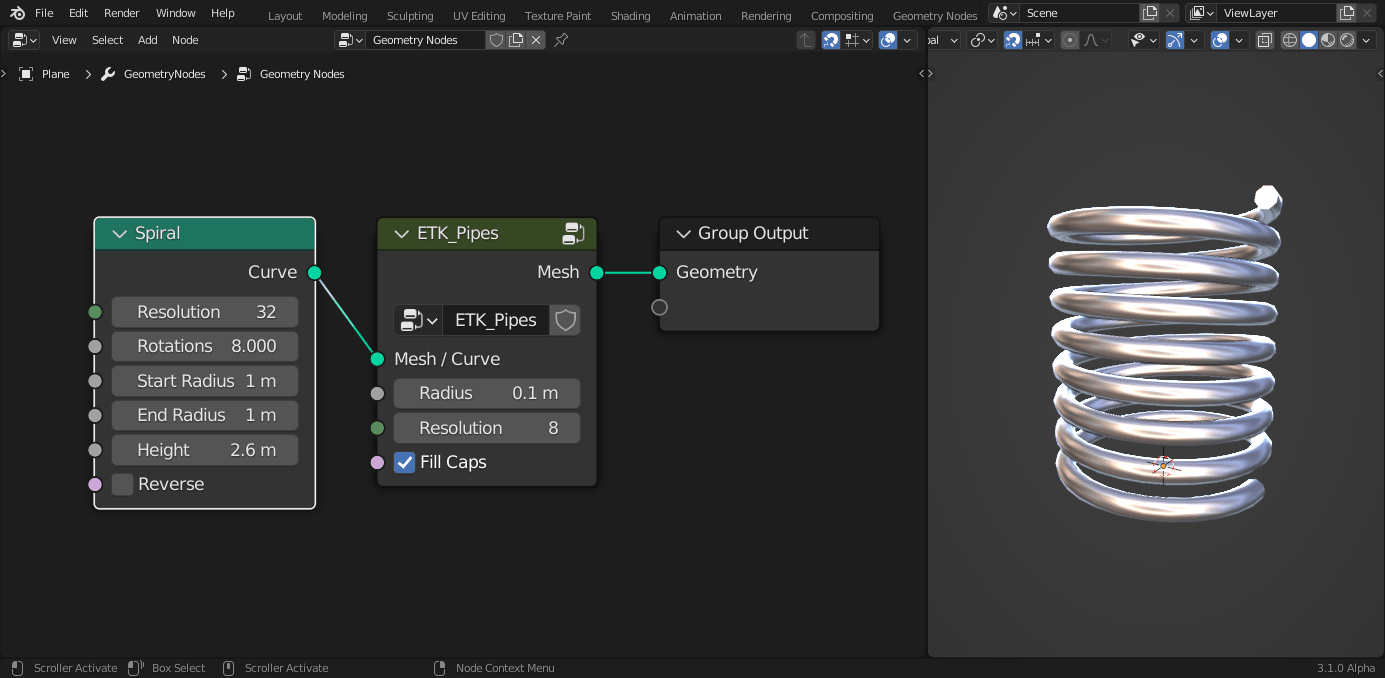 File Edit Render Window Help Layout Modeling Sculpting UV Editing Texture Paint Shading Animation Rendering Compositing Geometry Nodes Scene ViewLayer
View Select Add Node Geometry Nodes bal
Plane GeometryNodes Geometry Nodes
Spiral
Curve
Resolution 32
Rotations 8.000
Start Radius 1 m
End Radius 1 m
Height 2.6 m
Reverse
ETK_Pipes
Mesh
ETK_Pipes
Mesh / Curve
Radius 0.1 m
Resolution 8
Fill Caps
Group Output
Geometry
Scroller Activate Box Select Scroller Activate Node Context Menu 3.1.0 Alpha